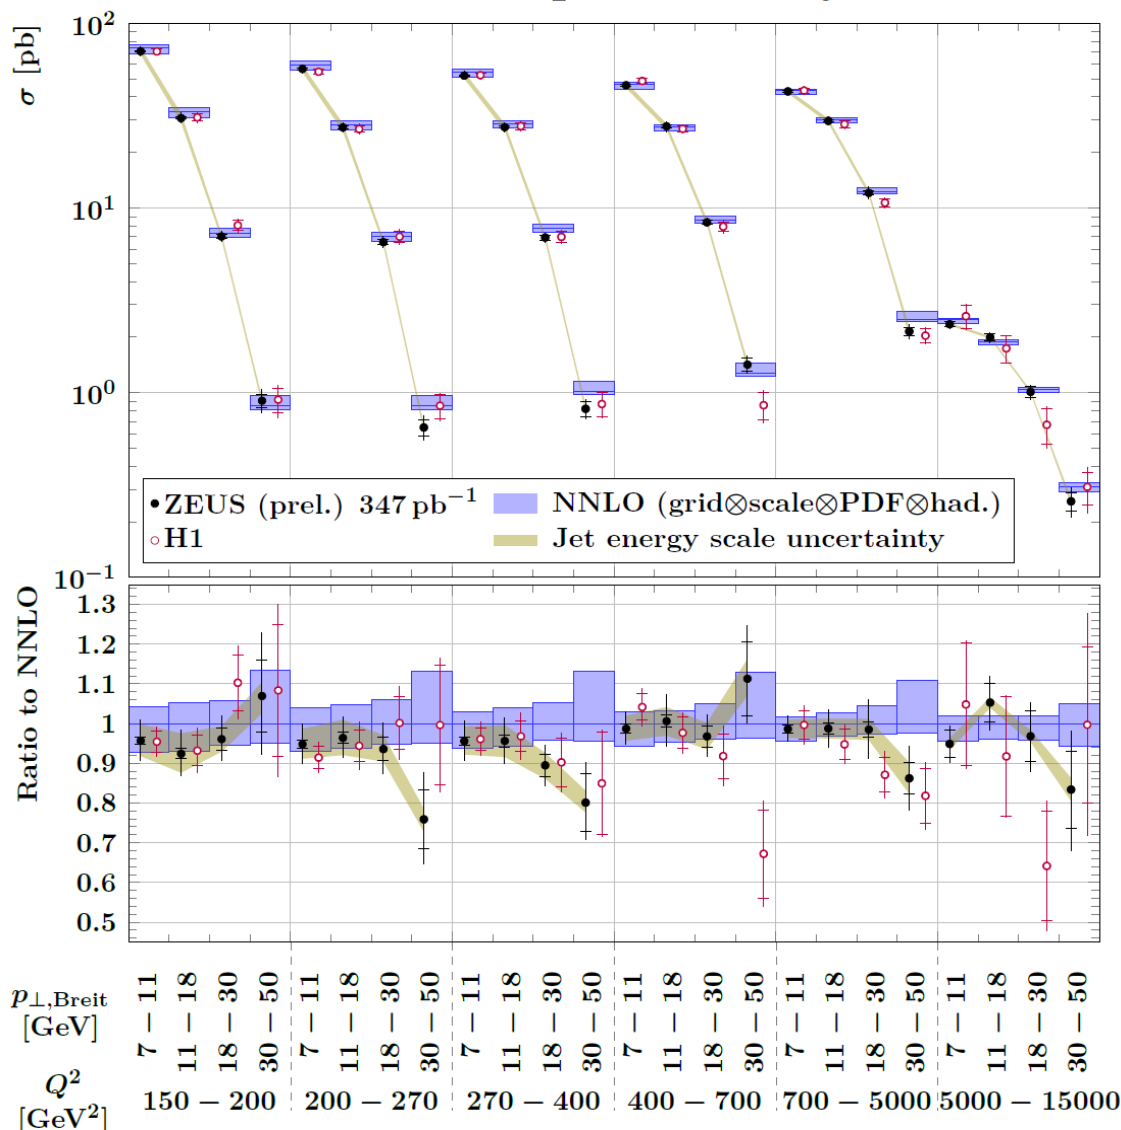 10²
σ [pb]
10¹
10⁰
ZEUS (prel.) 347 pb⁻¹
NNLO (grid⊗scale⊗PDF⊗had.)
H1
Jet energy scale uncertainty
10⁻¹
Ratio to NNLO
1.3
1.2
1.1
1
0.9
0.8
0.7
0.6
0.5
p⊥,Breit
[GeV]
7 − 11 11 − 18 18 − 30 30 − 50 7 − 11 11 − 18 18 − 30 30 − 50 7 − 11 11 − 18 18 − 30 30 − 50 7 − 11 11 − 18 18 − 30 30 − 50 7 − 11 11 − 18 18 − 30 30 − 50 7 − 11 11 − 18 18 − 30 30 − 50
Q²
[GeV²]
150 − 200 200 − 270 270 − 400 400 − 700 700 − 5000 5000 − 15000